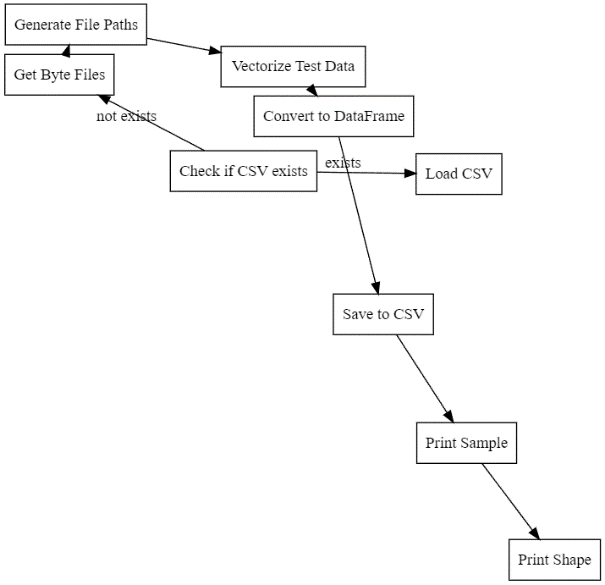 Generate File Paths
Vectorize Test Data
Get Byte Files
Convert to DataFrame
not exists
exists
Check if CSV exists
Load CSV
Save to CSV
Print Sample
Print Shape